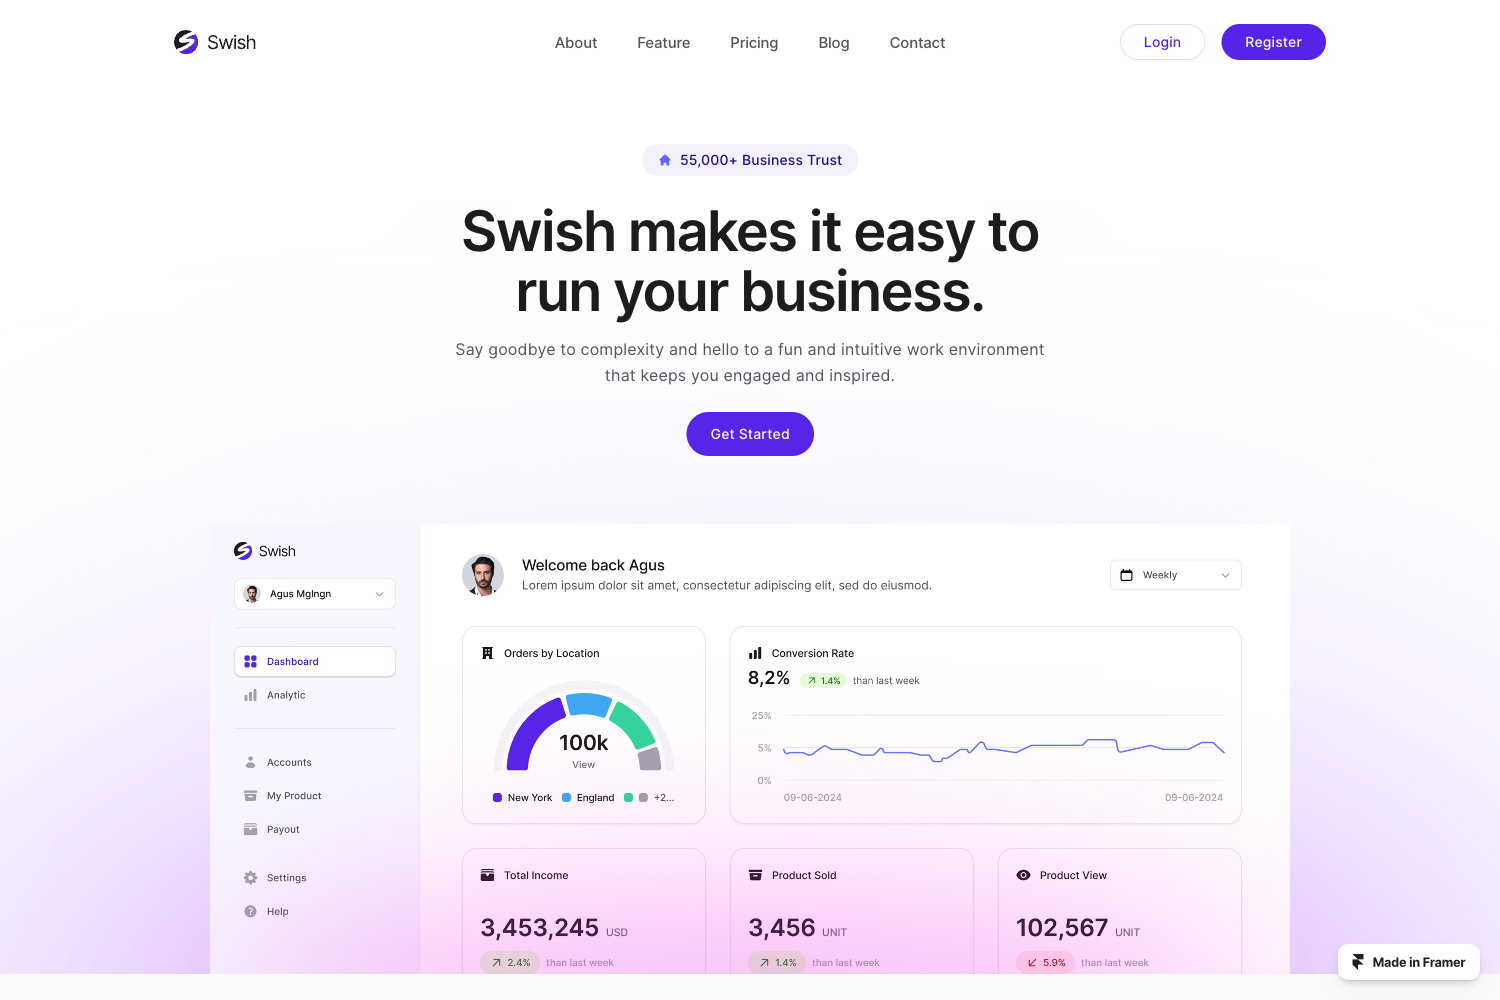 Swish
About
Feature
Pricing
Blog
Contact
Login
Register
55,000+ Business Trust
Swish makes it easy to
run your business.
Say goodbye to complexity and hello to a fun and intuitive work environment
that keeps you engaged and inspired.
Get Started
Swish
Agus Mglngn
Dashboard
Analytic
Accounts
My Product
Payout
Settings
Help
Welcome back Agus
Lorem ipsum dolor sit amet, consectetur adipiscing elit, sed do eiusmod.
Weekly
Orders by Location
100k
View
New York
England
+2...
Conversion Rate
8,2%
1.4%
than last week
25%
5%
0%
09-06-2024
09-06-2024
Total Income
3,453,245 USD
2.4%
than last week
Product Sold
3,456 UNIT
1.4%
than last week
Product View
102,567 UNIT
5.9%
than last week
Made in Framer